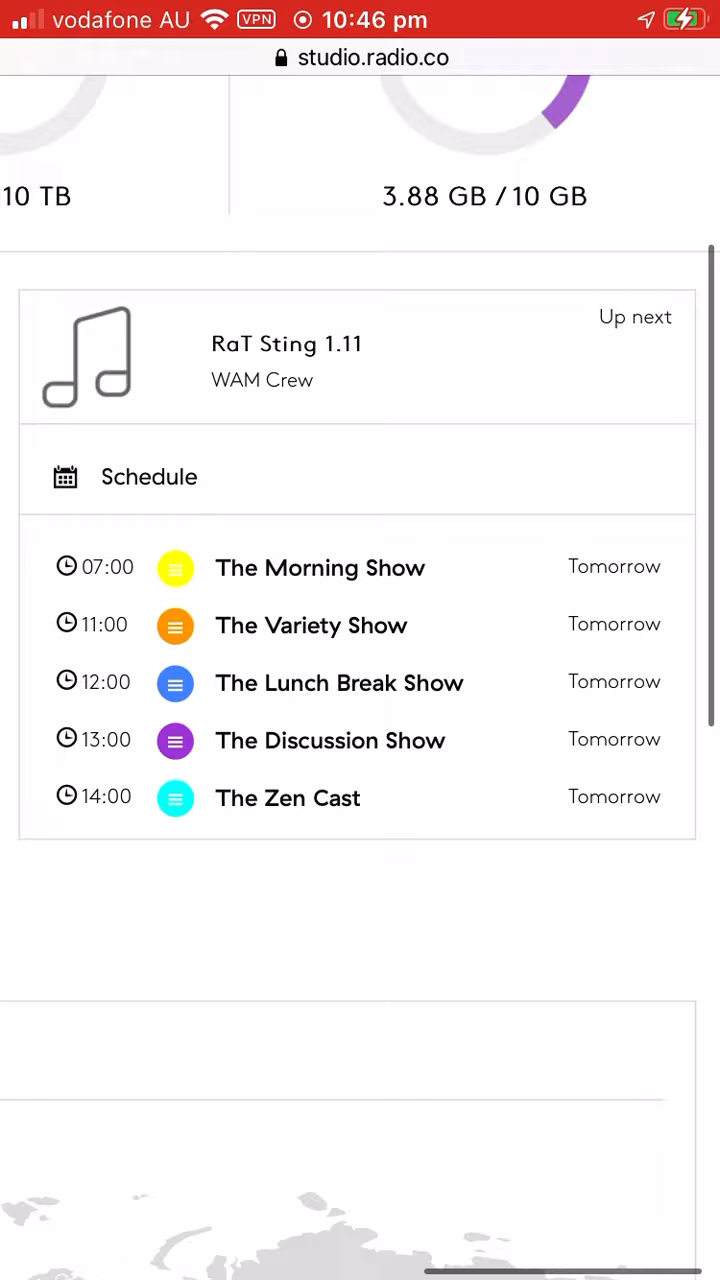 vodafone AU VPN 10:46 pm
studio.radio.co
10 TB
3.88 GB / 10 GB
Up next
RaT Sting 1.11
WAM Crew
Schedule
07:00 The Morning Show Tomorrow
11:00 The Variety Show Tomorrow
12:00 The Lunch Break Show Tomorrow
13:00 The Discussion Show Tomorrow
14:00 The Zen Cast Tomorrow